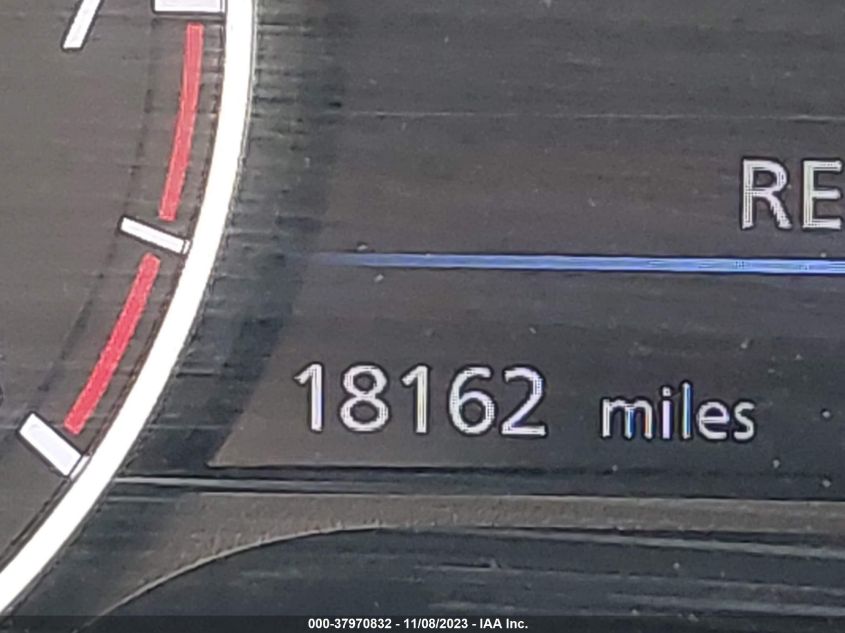 RE
18162 miles
000-37970832 - 11/08/2023 - IAA Inc.